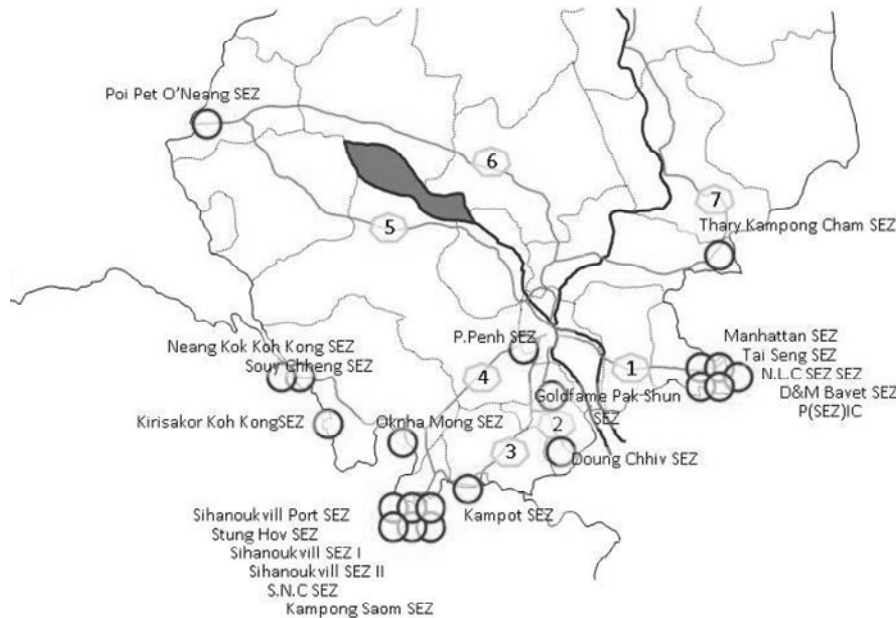 Poi Pet O'Neang SEZ
6
7
Thary Kampong Cham SEZ
5
P.Penh SEZ
Manhattan SEZ
Tai Seng SEZ
N.L.C SEZ SEZ
D&M Bavet SEZ
P(SEZ)IC
1
Neang Kok Koh Kong SEZ
Souy Chheng SEZ
4
Goldfame Pak-Shun
SEZ
Kirisakor Koh KongSEZ
Oknha Mong SEZ
2
3
Doung Chhiv SEZ
Kampot SEZ
Sihanoukvill Port SEZ
Stung Hov SEZ
Sihanoukvill SEZ I
Sihanoukvill SEZ II
S.N.C SEZ
Kampong Saom SEZ